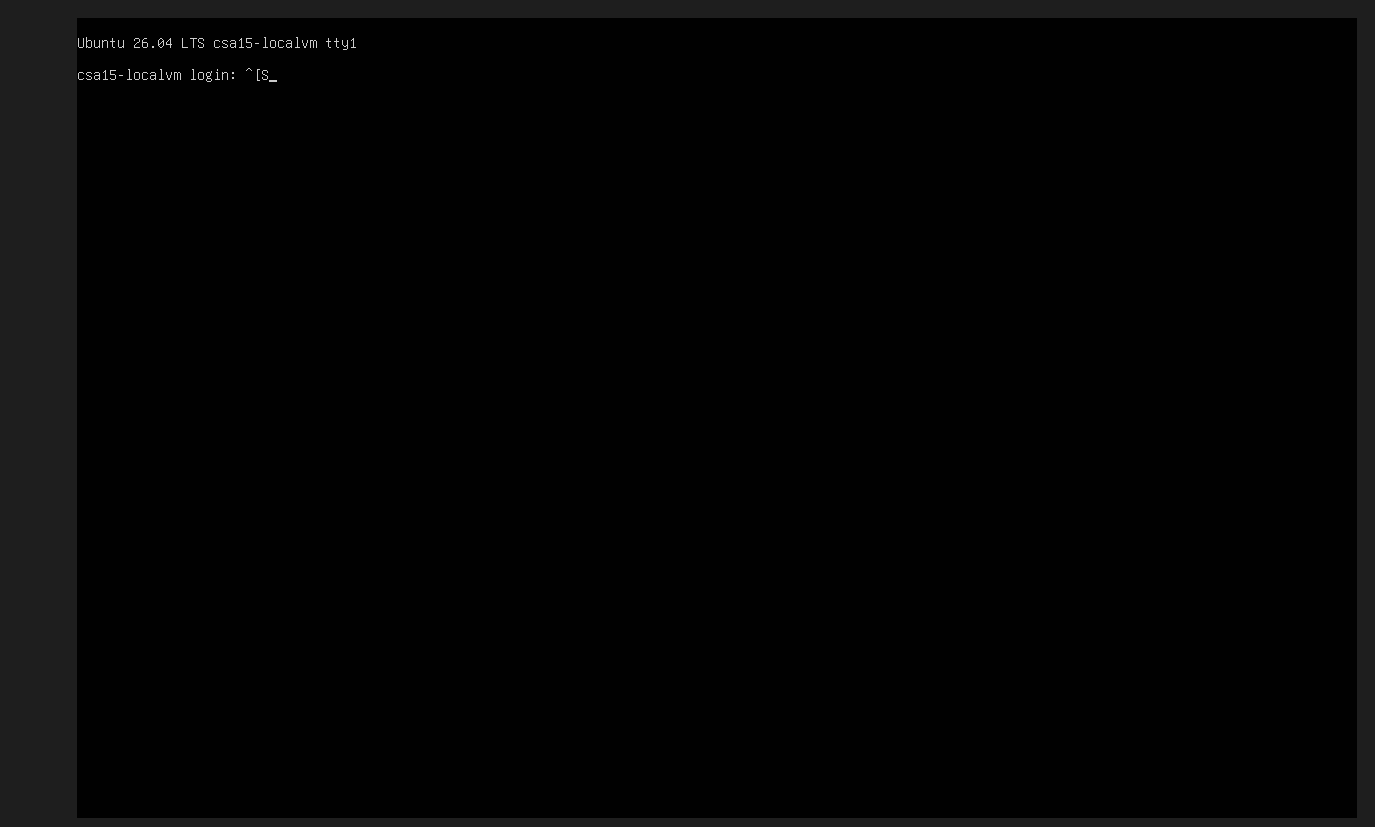 Ubuntu 26.04 LTS csa15-localvm tty1
csa15-localvm login: ^[S_